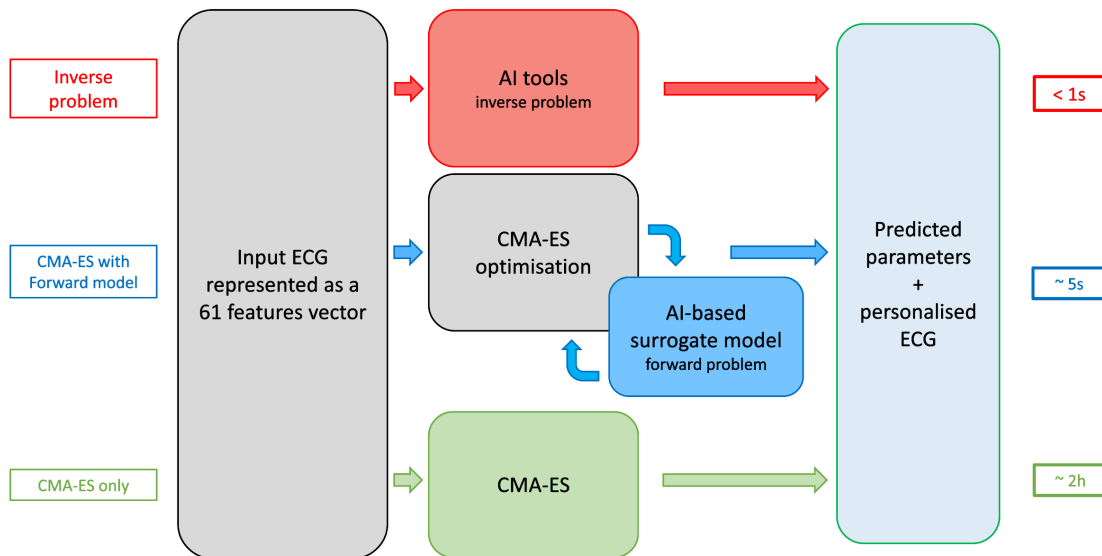 Inverse
problem
Input ECG
represented as a
61 features vector
AI tools
inverse problem
Predicted
parameters
+
personalised
ECG
< 1s
CMA-ES with
Forward model
CMA-ES
optimisation
AI-based
surrogate model
forward problem
~ 5s
CMA-ES only
CMA-ES
~ 2h